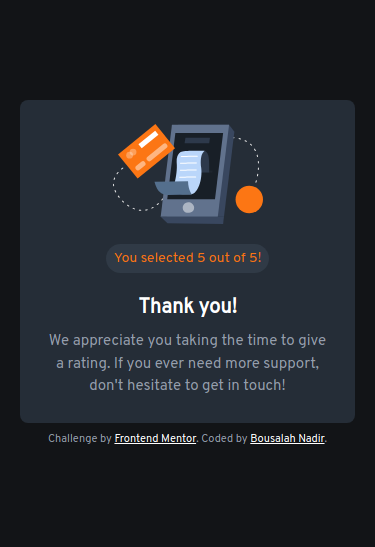 You selected 5 out of 5!
Thank you!
We appreciate you taking the time to give
a rating. If you ever need more support,
don't hesitate to get in touch!
Challenge by Frontend Mentor. Coded by Bousalah Nadir.